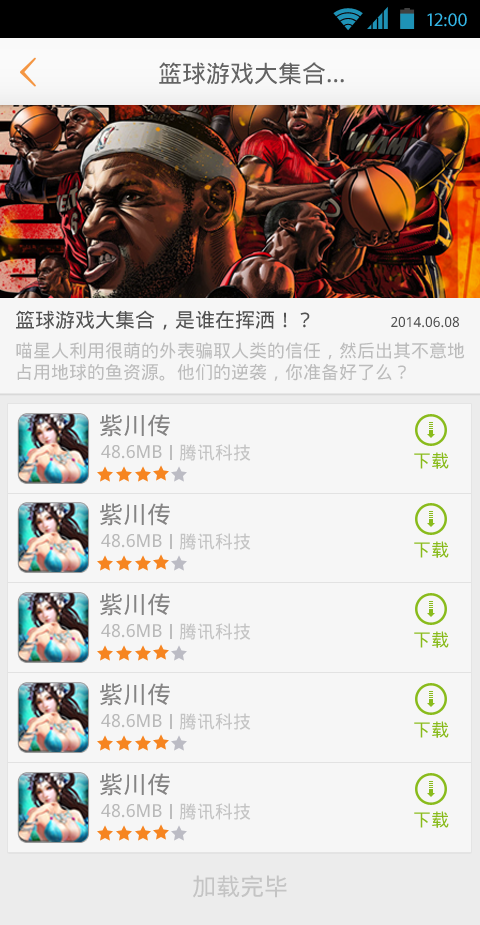 12:00
篮球游戏大集合...
MIAMI
篮球游戏大集合，是谁在挥洒！？
2014.06.08
喵星人利用很萌的外表骗取人类的信任，然后出其不意地
占用地球的鱼资源。他们的逆袭，你准备好了么？
紫川传
48.6MB | 腾讯科技
下载
紫川传
48.6MB | 腾讯科技
下载
紫川传
48.6MB | 腾讯科技
下载
紫川传
48.6MB | 腾讯科技
下载
紫川传
48.6MB | 腾讯科技
下载
加载完毕